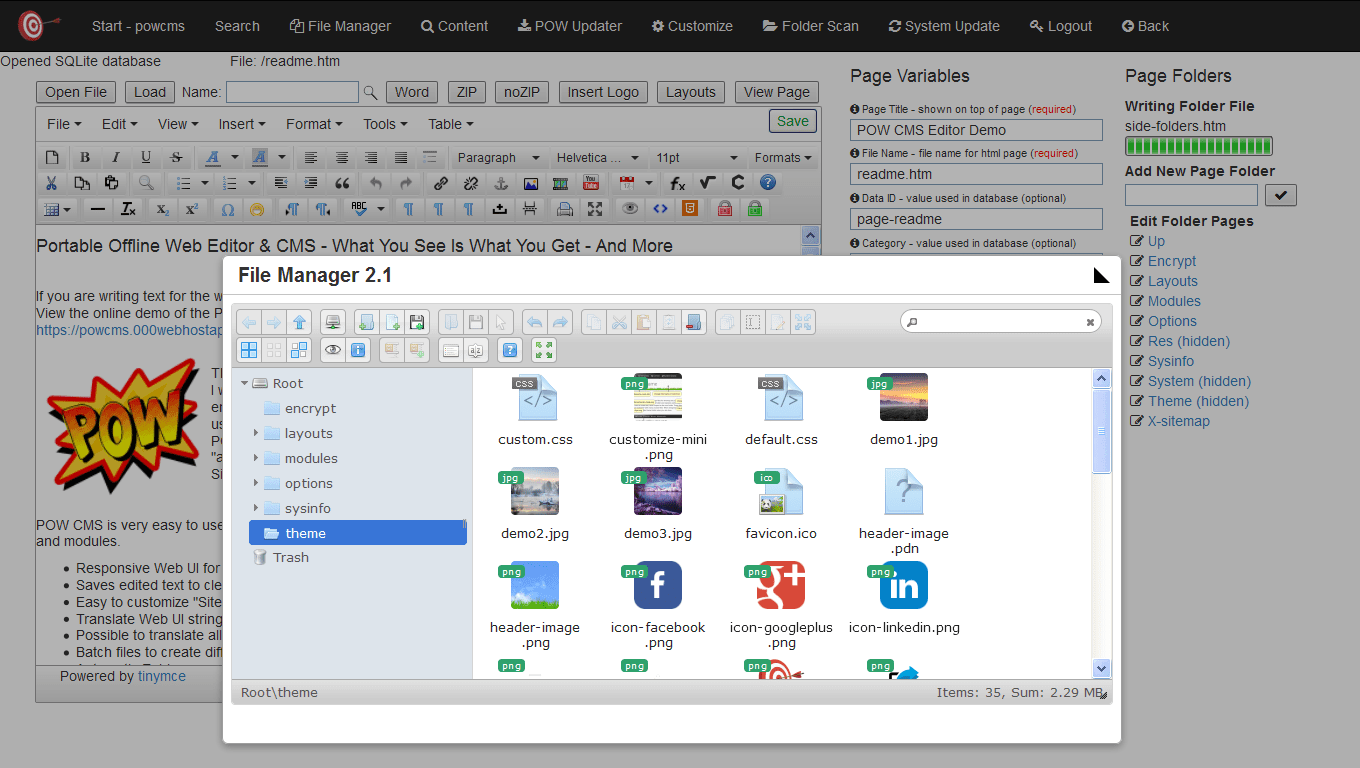 Start - powcms Search File Manager Content POW Updater Customize Folder Scan System Update Logout Back
Opened SQLite database File: /readme.htm
Open File Load Name: Word ZIP noZIP Insert Logo Layouts View Page
File Edit View Insert Format Tools Table Save
Paragraph Helvetica ... 11pt Formats
Portable Offline Web Editor & CMS - What You See Is What You Get - And More
If you are writing text for the w
View the online demo of the P
https://powcms.000webhostap
POW
POW CMS is very easy to use
and modules.
Responsive Web UI for
Saves edited text to cle
Easy to customize "Site
Translate Web UI string
Possible to translate all
Batch files to create diff
Powered by tinymce
Page Variables
Page Title - shown on top of page (required)
POW CMS Editor Demo
File Name - file name for html page (required)
readme.htm
Data ID - value used in database (optional)
page-readme
Category - value used in database (optional)
Page Folders
Writing Folder File
side-folders.htm
Add New Page Folder
Edit Folder Pages
Up
Encrypt
Layouts
Modules
Options
Res (hidden)
Sysinfo
System (hidden)
Theme (hidden)
X-sitemap
File Manager 2.1
Root
encrypt
layouts
modules
options
sysinfo
theme
Trash
CSS png CSS jpg
custom.css customize-mini demo1.jpg default.css
.png
jpg jpg ico
demo2.jpg demo3.jpg favicon.ico header-image
.pdn
png png png png
header-image icon-facebook icon-googleplus icon-linkedin.png
.png .png .png
png png png png
Root\theme Items: 35, Sum: 2.29 MB